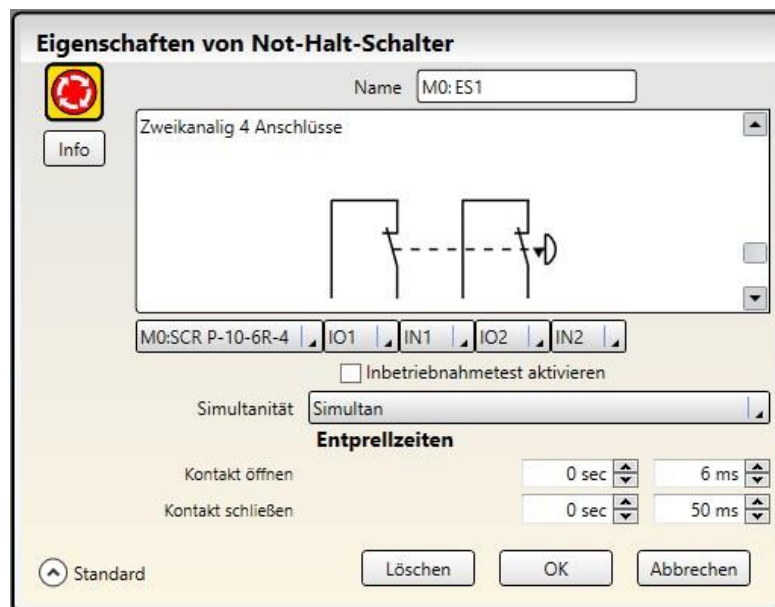 Eigenschaften von Not-Halt-Schalter
Name M0: ES1
Info
Zweikanalig 4 Anschlüsse
M0:SCR P-10-6R-4 IO1 IN1 IO2 IN2
Inbetriebnahmetest aktivieren
Simultanität Simultan
Entprellzeiten
Kontakt öffnen 0 sec 6 ms
Kontakt schließen 0 sec 50 ms
Standard Löschen OK Abbrechen